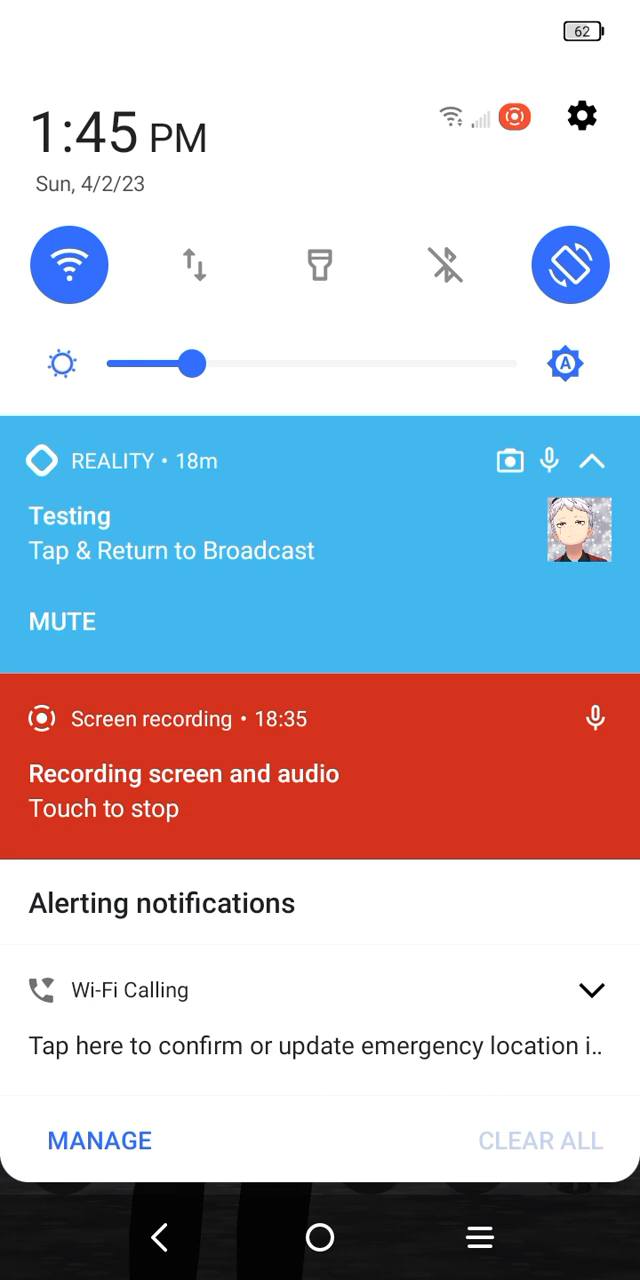 62
1:45 PM
Sun, 4/2/23
A
REALITY • 18m
Testing
Tap & Return to Broadcast
MUTE
Screen recording • 18:35
Recording screen and audio
Touch to stop
Alerting notifications
Wi-Fi Calling
Tap here to confirm or update emergency location i..
MANAGE
CLEAR ALL